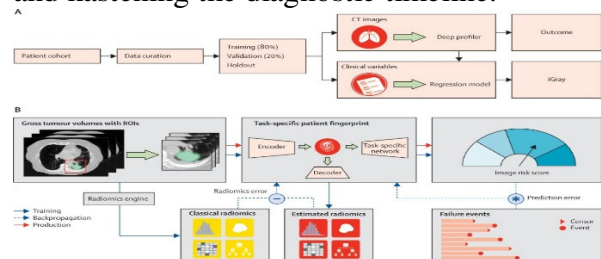 and hastening the diagnostic timeline.
A
Patient cohort
Data curation
Training (80%)
Validation (20%)
Holdout
CT images
Deep profiler
Outcome
Clinical variables
Regression model
iGray
B
Gross tumour volumes with ROIs
Task-specific patient fingerprint
Encoder
Task-specific
network
Decoder
Image risk score
Radiomics engine
Radiomics error
Prediction error
Training
Backpropagation
Production
Classical radiomics
Estimated radiomics
Failure events
Censor
Event